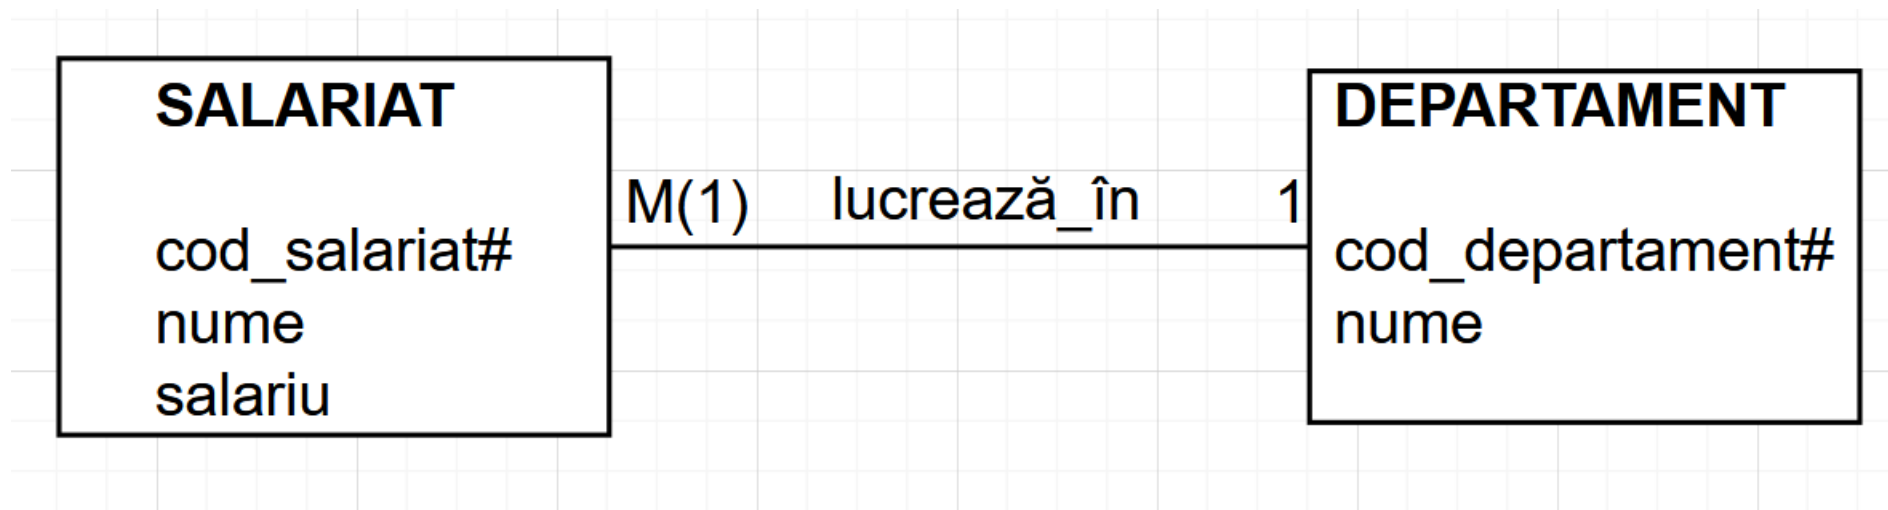 SALARIAT
cod_salariat#
nume
salariu
M(1) lucrează_în 1
DEPARTAMENT
cod_departament#
nume